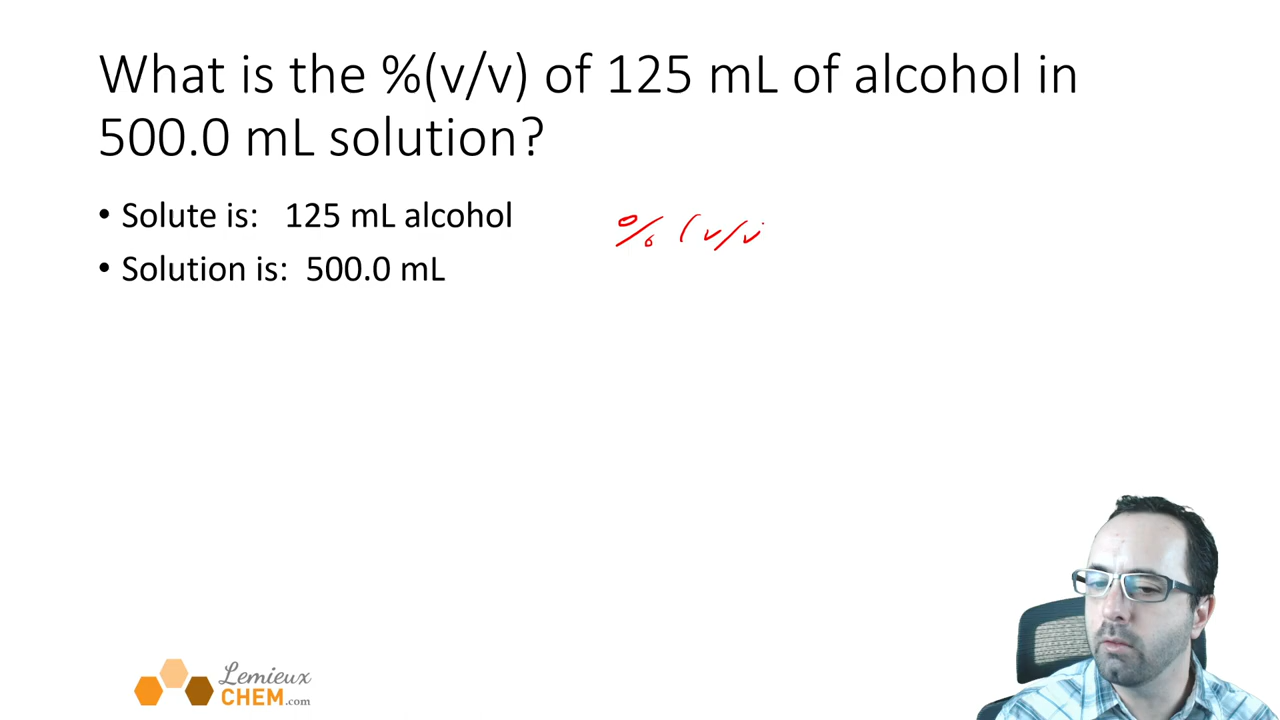 What is the %(v/v) of 125 mL of alcohol in
500.0 mL solution?
• Solute is: 125 mL alcohol
% (v/v
• Solution is: 500.0 mL
Lemieux
CHEM.com